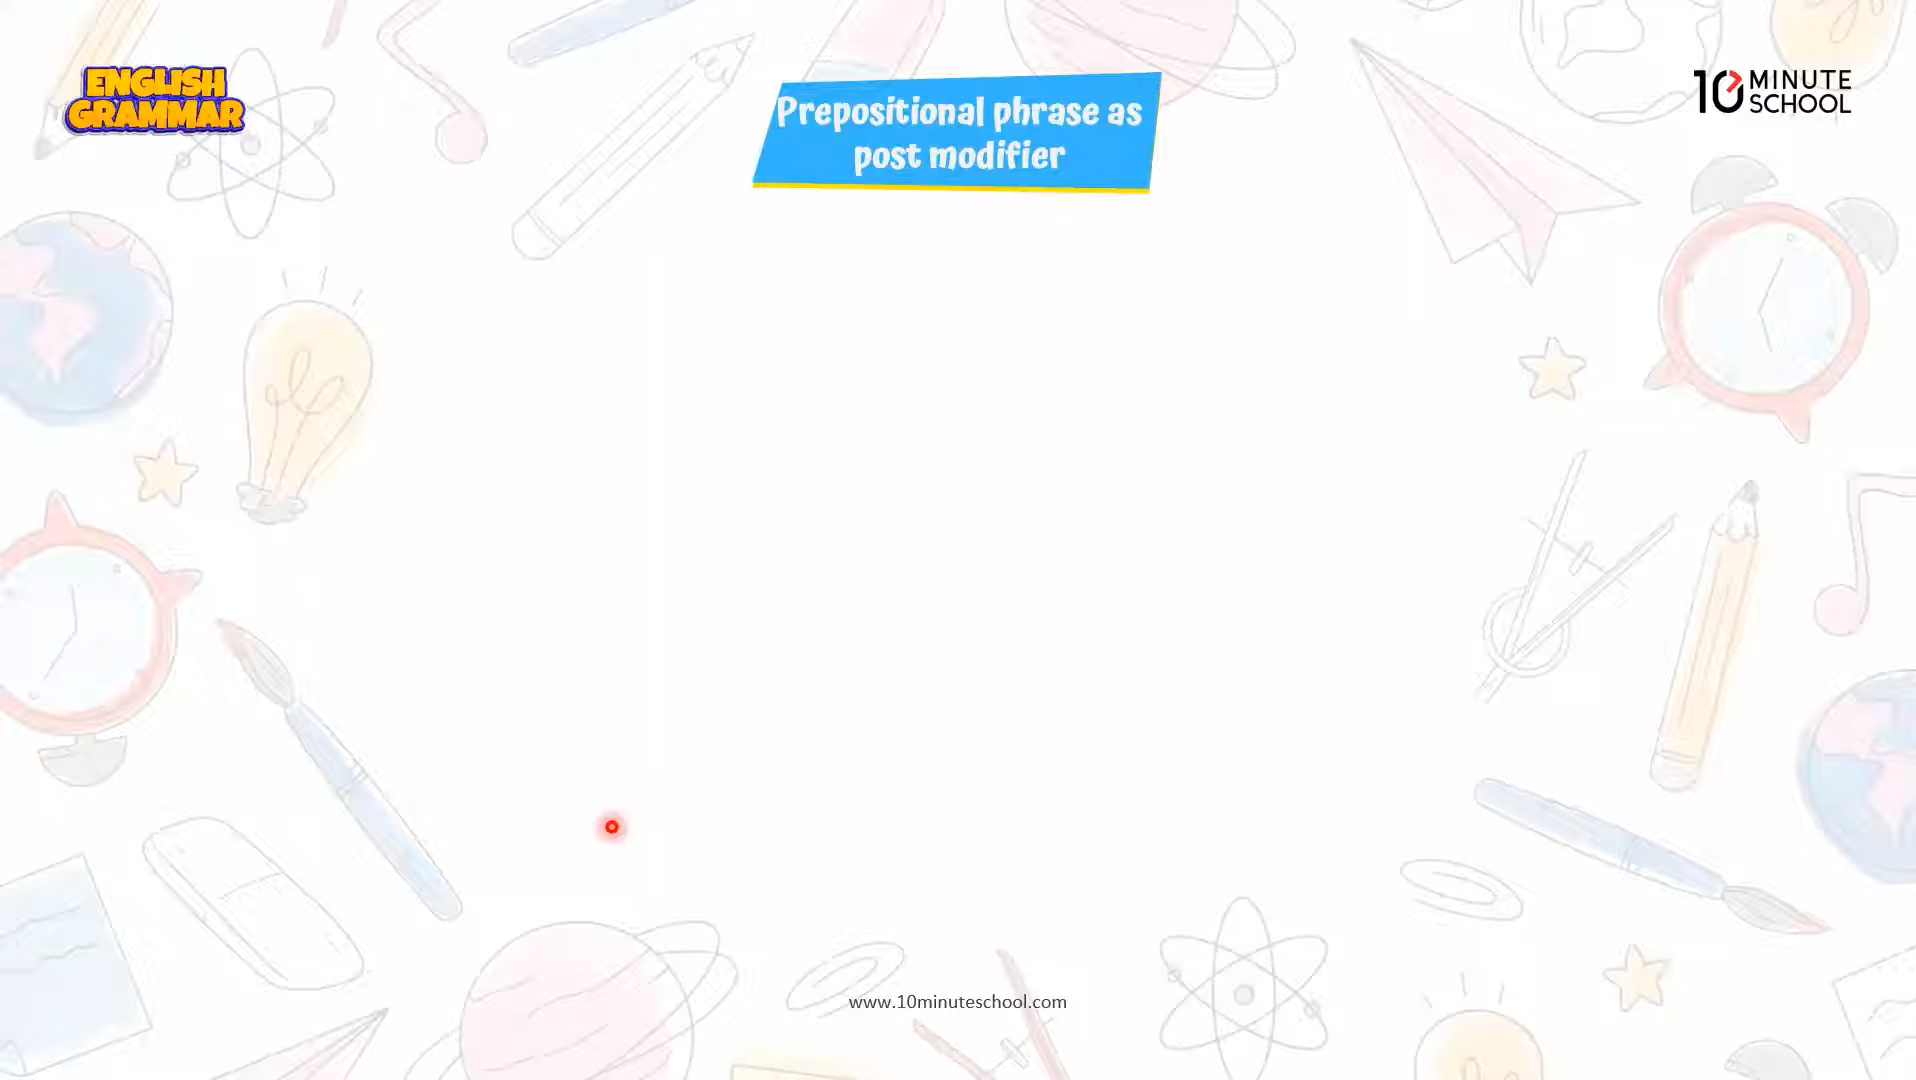 ENGLISH
GRAMMAR
Prepositional phrase as
post modifier
10 MINUTE
SCHOOL
www.10minuteschool.com